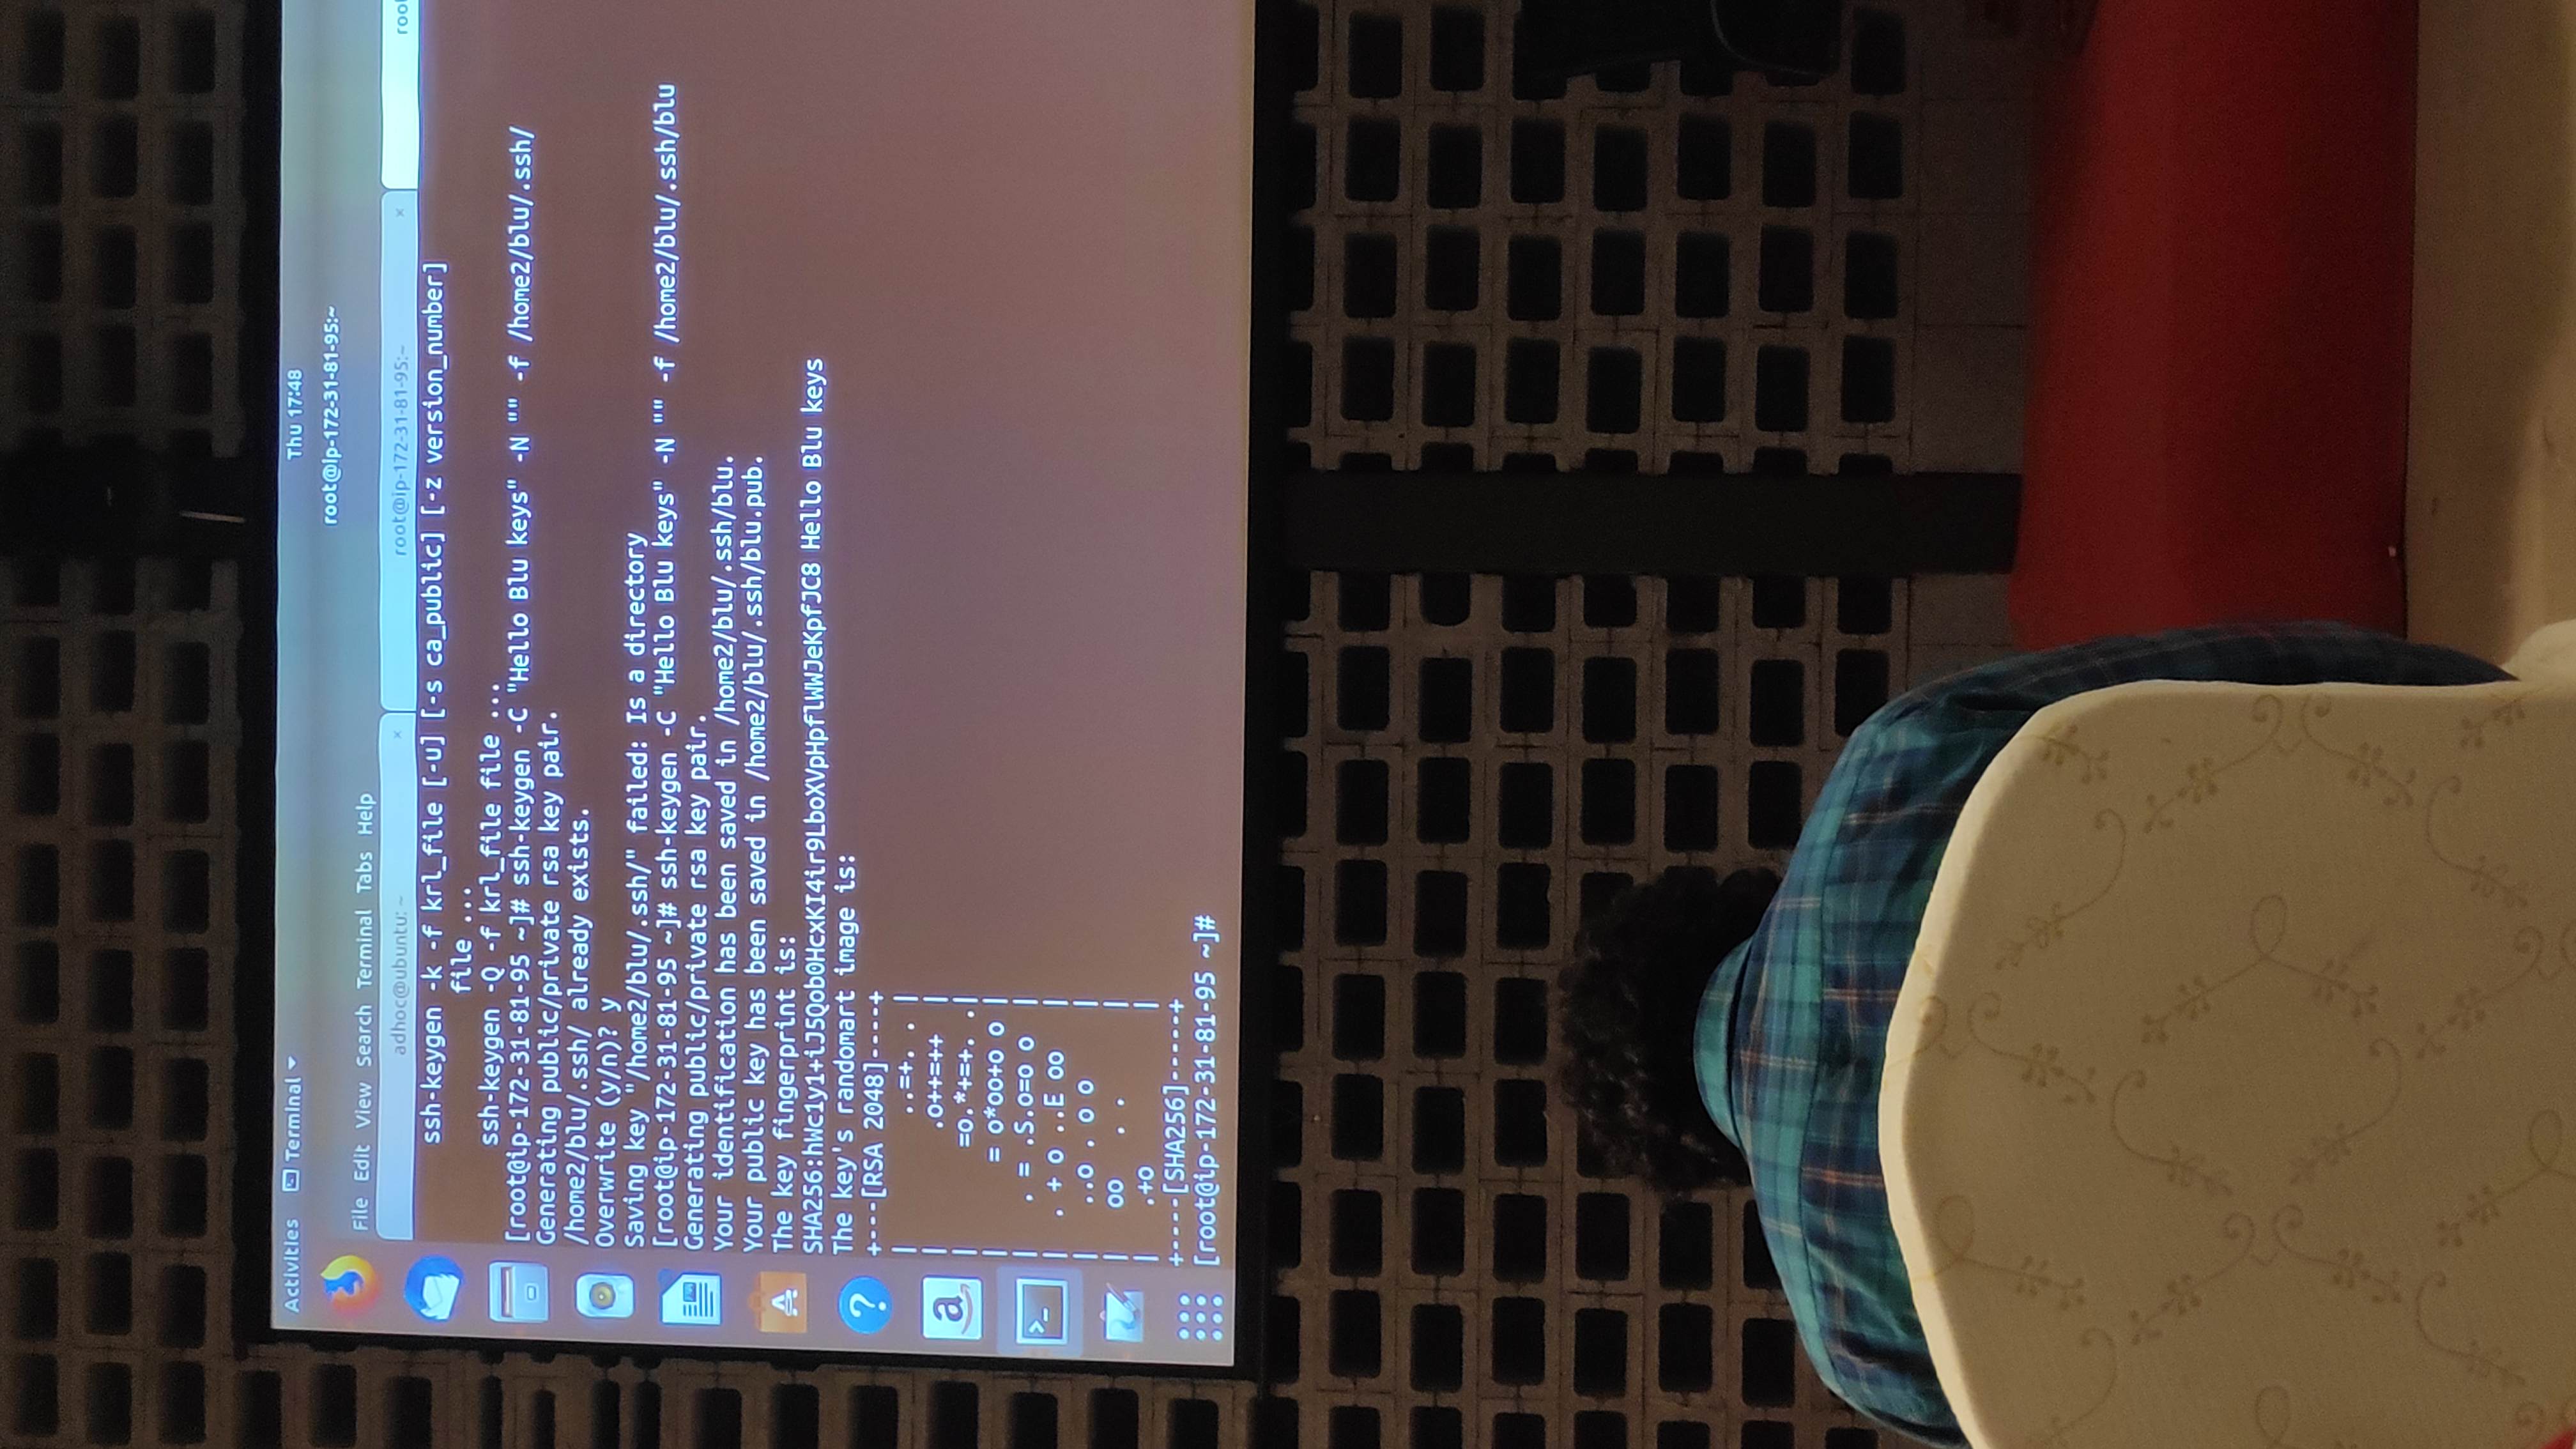 Activities Terminal Thu 17:48
root@ip-172-31-81-95:~
File Edit View Search Terminal Tabs Help
adhoc@ubuntu: ~ × root@ip-172-31-81-95:~ × roo
ssh-keygen -k -f krl_file [-u] [-s ca_public] [-z version_number]
file ...
ssh-keygen -Q -f krl_file file ...
[root@ip-172-31-81-95 ~]# ssh-keygen -C "Hello Blu keys" -N "" -f /home2/blu/.ssh/
Generating public/private rsa key pair.
/home2/blu/.ssh/ already exists.
Overwrite (y/n)? y
Saving key "/home2/blu/.ssh/" failed: Is a directory
[root@ip-172-31-81-95 ~]# ssh-keygen -C "Hello Blu keys" -N "" -f /home2/blu/.ssh/blu
Generating public/private rsa key pair.
Your identification has been saved in /home2/blu/.ssh/blu.
Your public key has been saved in /home2/blu/.ssh/blu.pub.
The key fingerprint is:
SHA256:hWc1y1+iJ5Qob0HcxKI4ir9LboXVpHpflWWJeKpfJC8 Hello Blu keys
The key's randomart image is:
+---[RSA 2048]----+
|         ..=+. . |
|        .o++=++  |
|       =o.*+=+. .|
|      = o*oo+o o |
|   . = .S.o=o o  |
|  . + o ..E oo   |
|   ..o . o o     |
|   oo   . .      |
|   .+o           |
+----[SHA256]-----+
[root@ip-172-31-81-95 ~]#